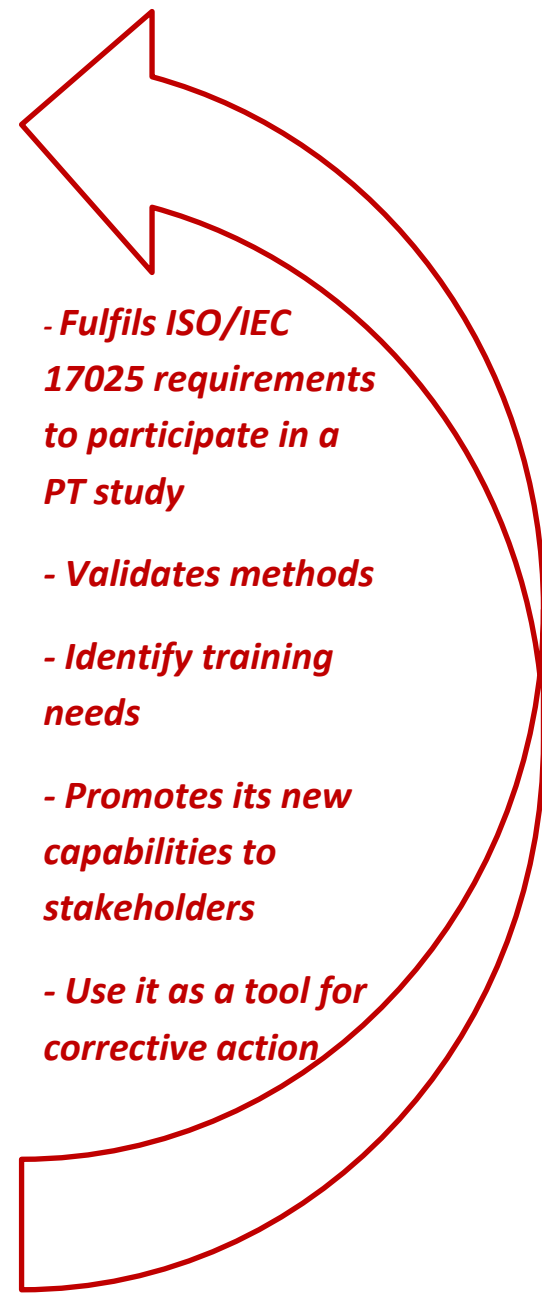 - Fulfils ISO/IEC
17025 requirements
to participate in a
PT study
- Validates methods
- Identify training
needs
- Promotes its new
capabilities to
stakeholders
- Use it as a tool for
corrective action